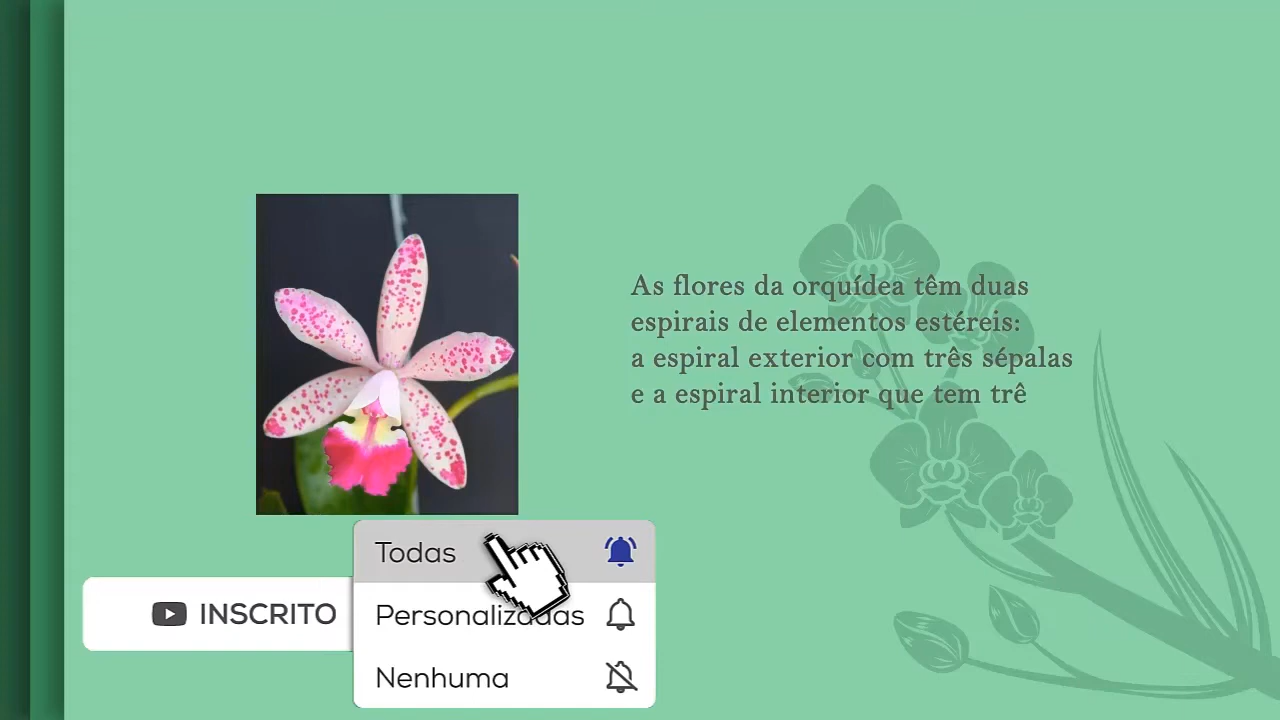 As flores da orquídea têm duas
espirais de elementos estéreis:
a espiral exterior com três sépalas
e a espiral interior que tem trê
INSCRITO
Todas
Personalizadas
Nenhuma